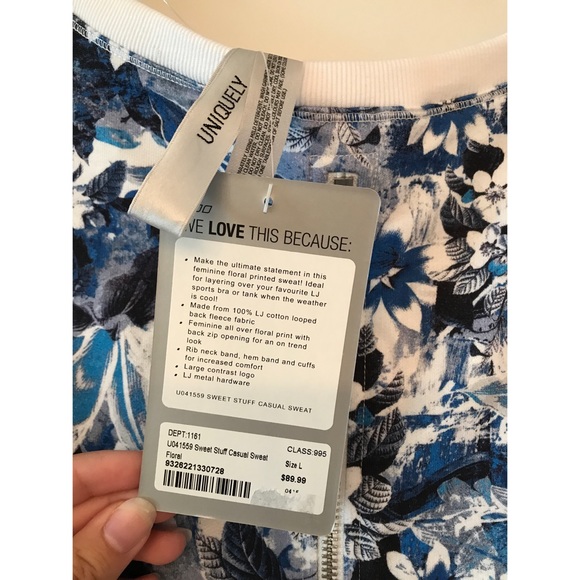 UNIQUELY
WE LOVE THIS BECAUSE:
• Make the ultimate statement in this
feminine floral printed sweat! Ideal
for layering over your favourite LJ
sports bra or tank when the weather
is cool!
• Made from 100% LJ cotton looped
back fleece fabric
• Feminine all over floral print with
back zip opening for an on trend
look
• Rib neck band, hem band and cuffs
for increased comfort
• Large contrast logo
• LJ metal hardware
U041559 SWEET STUFF CASUAL SWEAT
DEPT:1161 CLASS:995
U041559 Sweet Stuff Casual Sweat
Floral Size L
9328221330728 $89.99